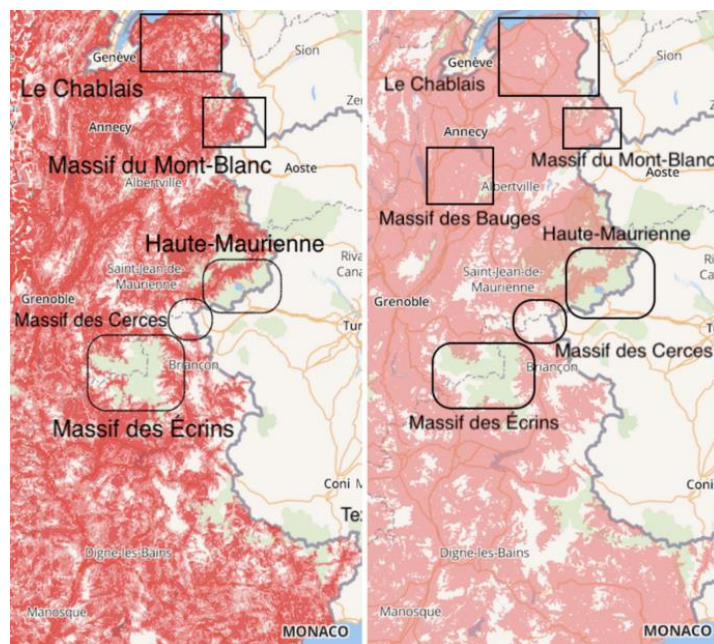 Genève
Sion
Le Chablais
Annecy
Massif du Mont-Blanc
Aoste
Albertville
Haute-Maurienne
Saint-Jean-de-
Maurienne
Grenoble
Massif des Cerces
Briançon
Massif des Écrins
Coni
Digne-les-Bains
Manosque
MONACO
Genève
Sion
Le Chablais
Annecy
Massif du Mont-Blanc
Aoste
Albertville
Massif des Bauges
Haute-Maurienne
Saint-Jean-de-
Maurienne
Grenoble
Massif des Cerces
Briançon
Massif des Écrins
Coni
Digne-les-Bains
Manosque
MONACO